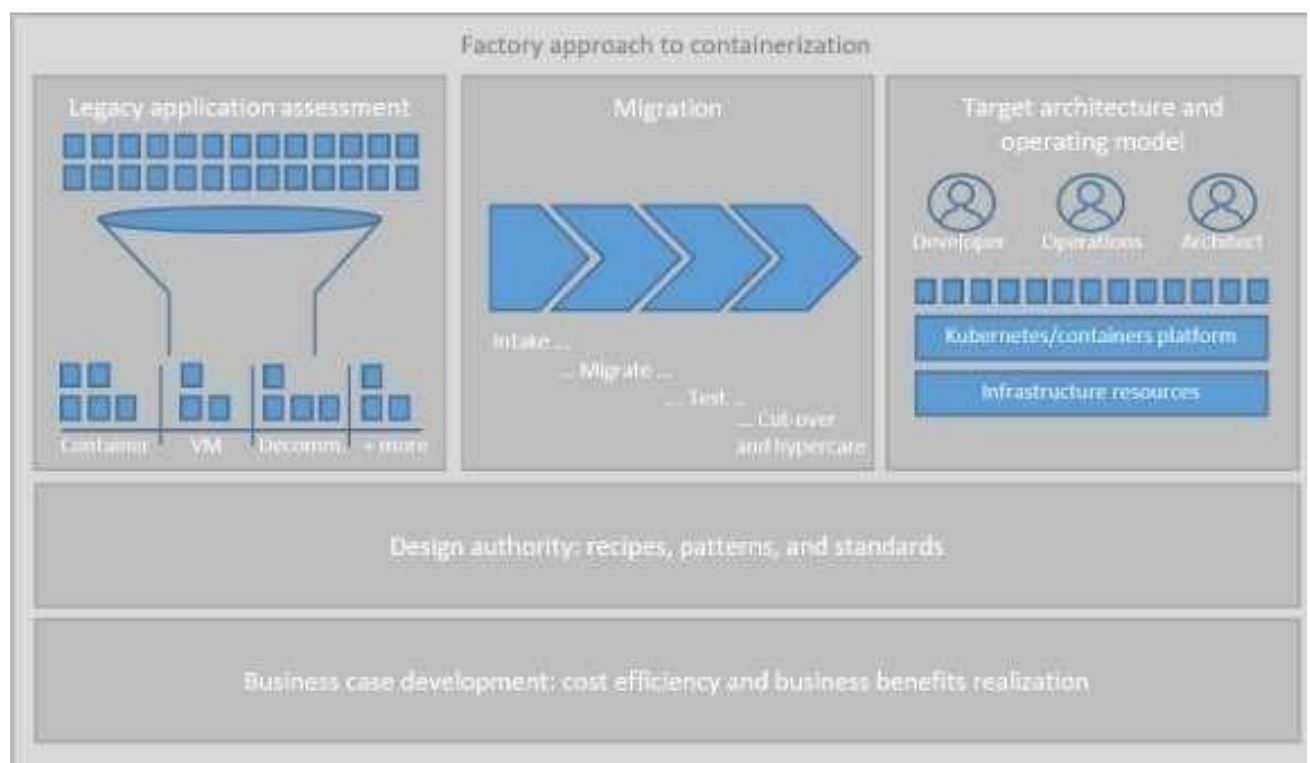 Factory approach to containerization
Legacy application assessment
Container
VM
Decomm.
+ more
Migration
Intake ...
... Migrate ...
... Test ...
... Cut-over
and hypercare
Target architecture and
operating model
Developer
Operations
Architect
Kubernetes/containers platform
Infrastructure resources
Design authority: recipes, patterns, and standards
Business case development: cost efficiency and business benefits realization